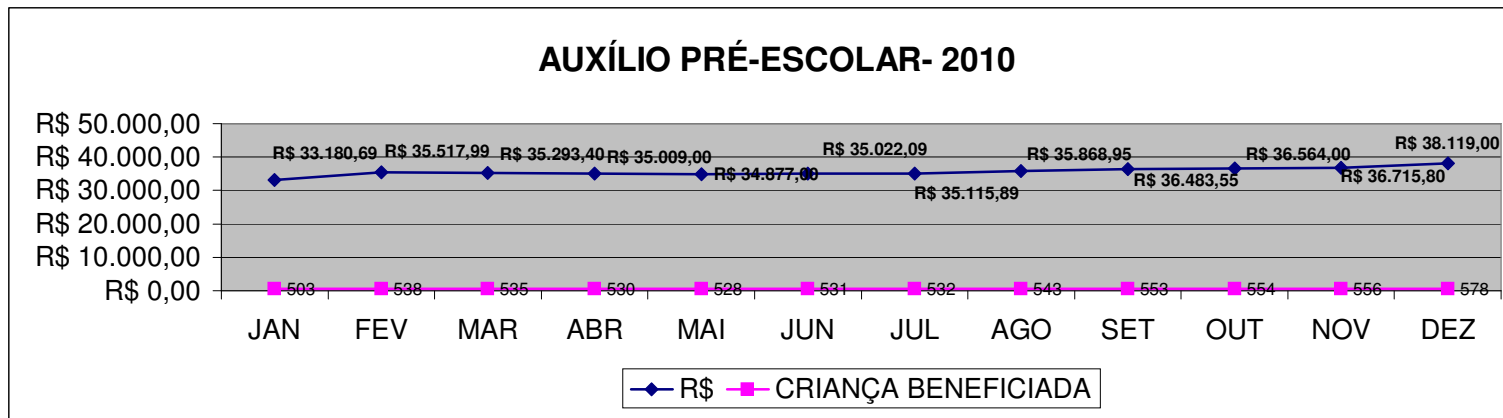 AUXÍLIO PRÉ-ESCOLAR- 2010
R$ 50.000,00
R$ 40.000,00
R$ 30.000,00
R$ 20.000,00
R$ 10.000,00
R$ 0,00
R$ 33.180,69
R$ 35.517,99
R$ 35.293,40
R$ 35.009,00
R$ 34.877,60
R$ 35.022,09
R$ 35.115,89
R$ 35.868,95
R$ 36.483,55
R$ 36.564,00
R$ 36.715,80
R$ 38.119,00
503 538 535 530 528 531 532 543 553 554 556 578
JAN FEV MAR ABR MAI JUN JUL AGO SET OUT NOV DEZ
R$ CRIANÇA BENEFICIADA